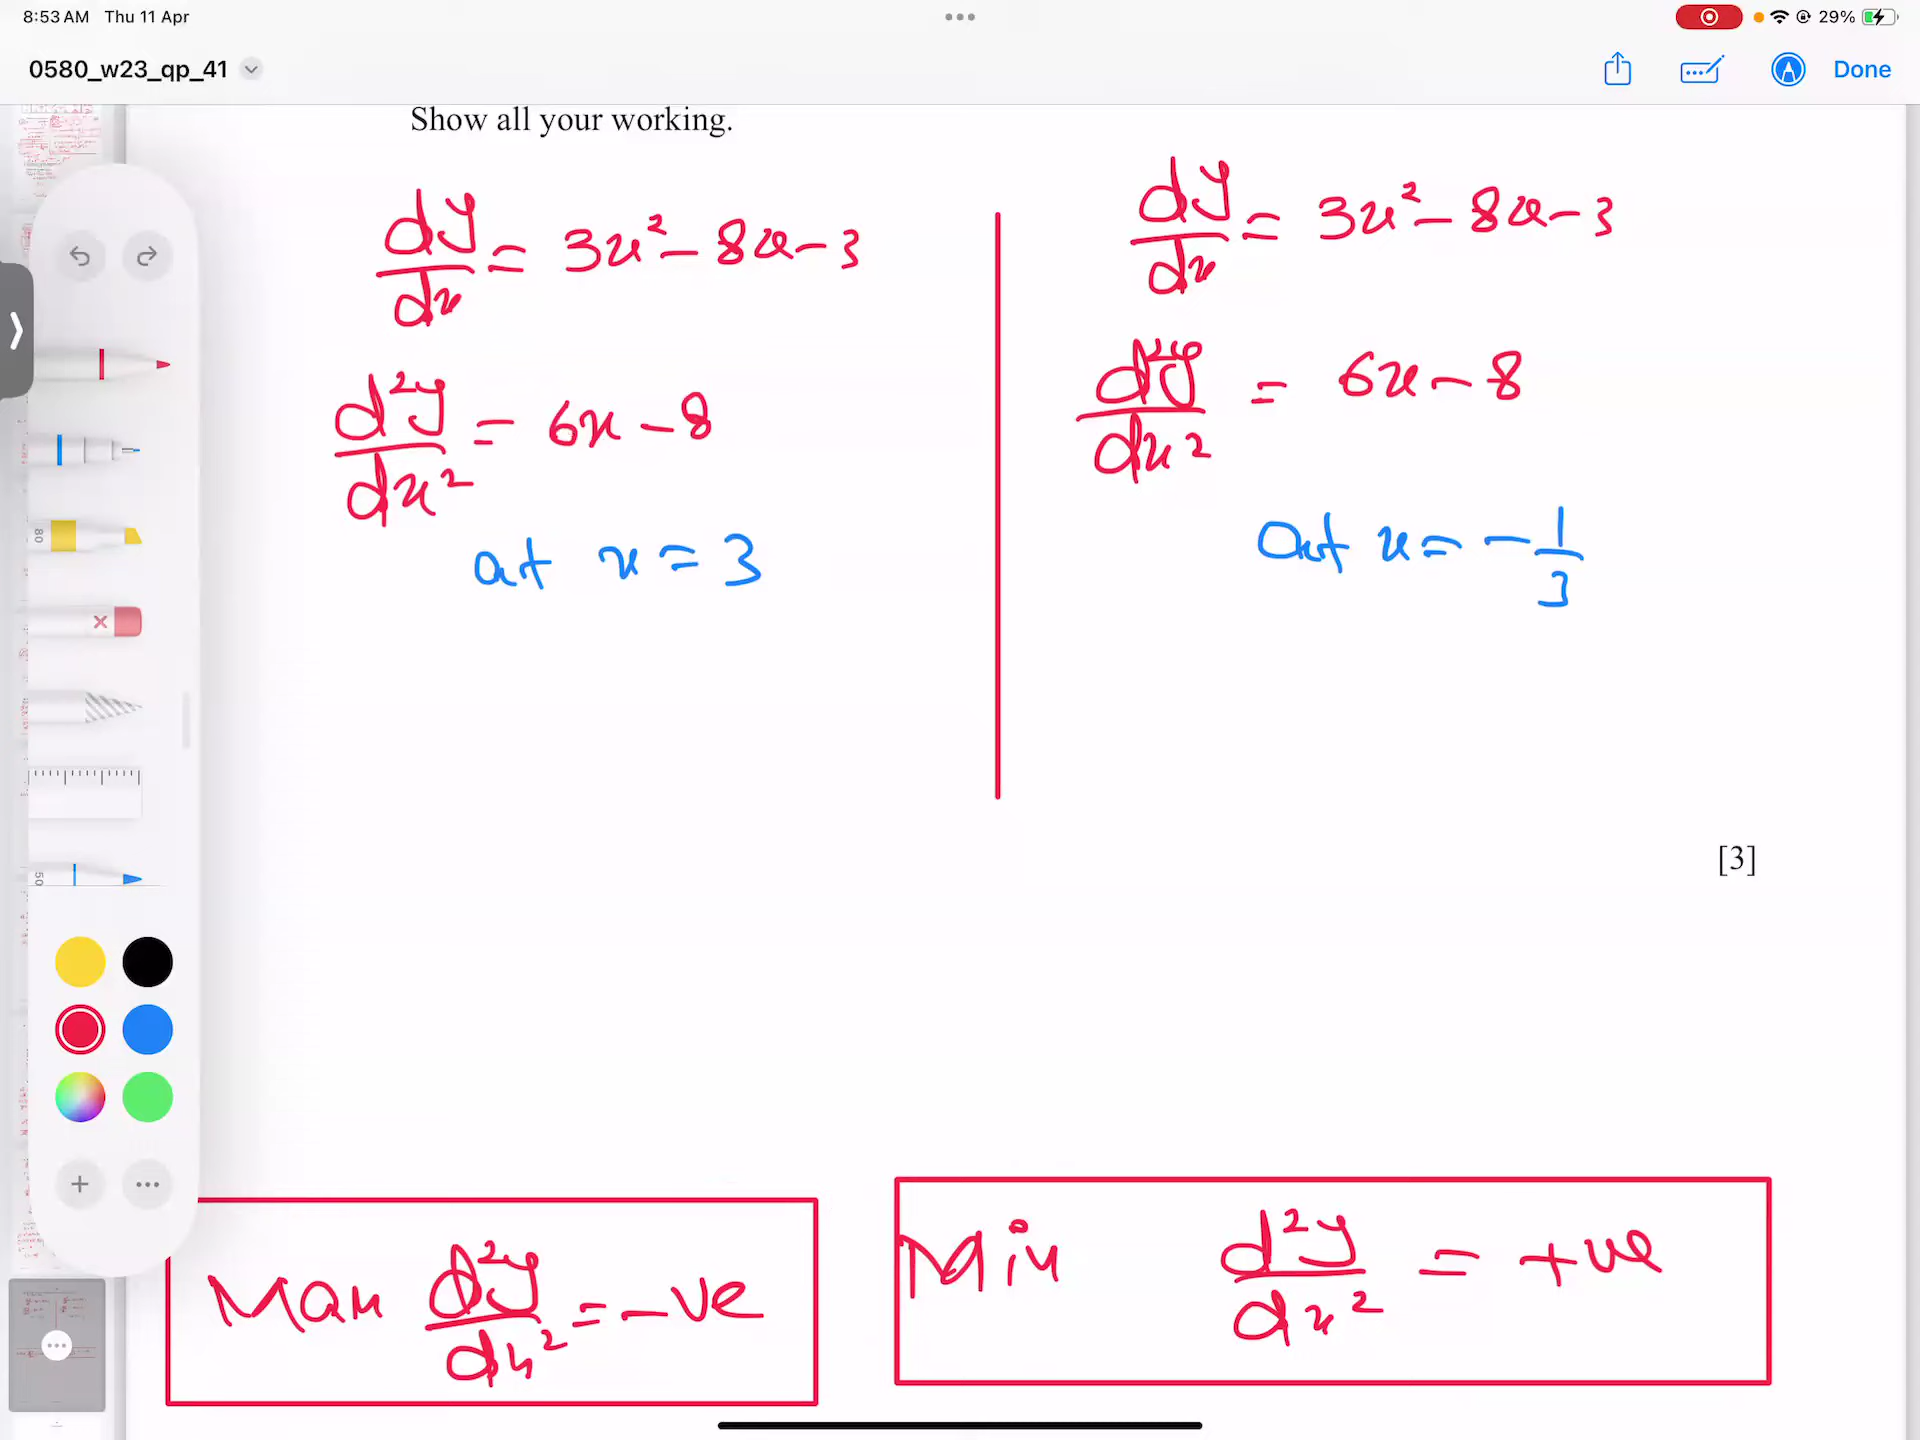 8:53 AM Thu 11 Apr
29%
0580_w23_qp_41
Done
Show all your working.
dy/dx = 3x² - 8x - 3
d²y/dx² = 6x - 8
at x = 3
dy/dx = 3x² - 8x - 3
d²y/dx² = 6x - 8
at x = -1/3
[3]
80
50
Max d²y/dx² = -ve
Min d²y/dx² = +ve